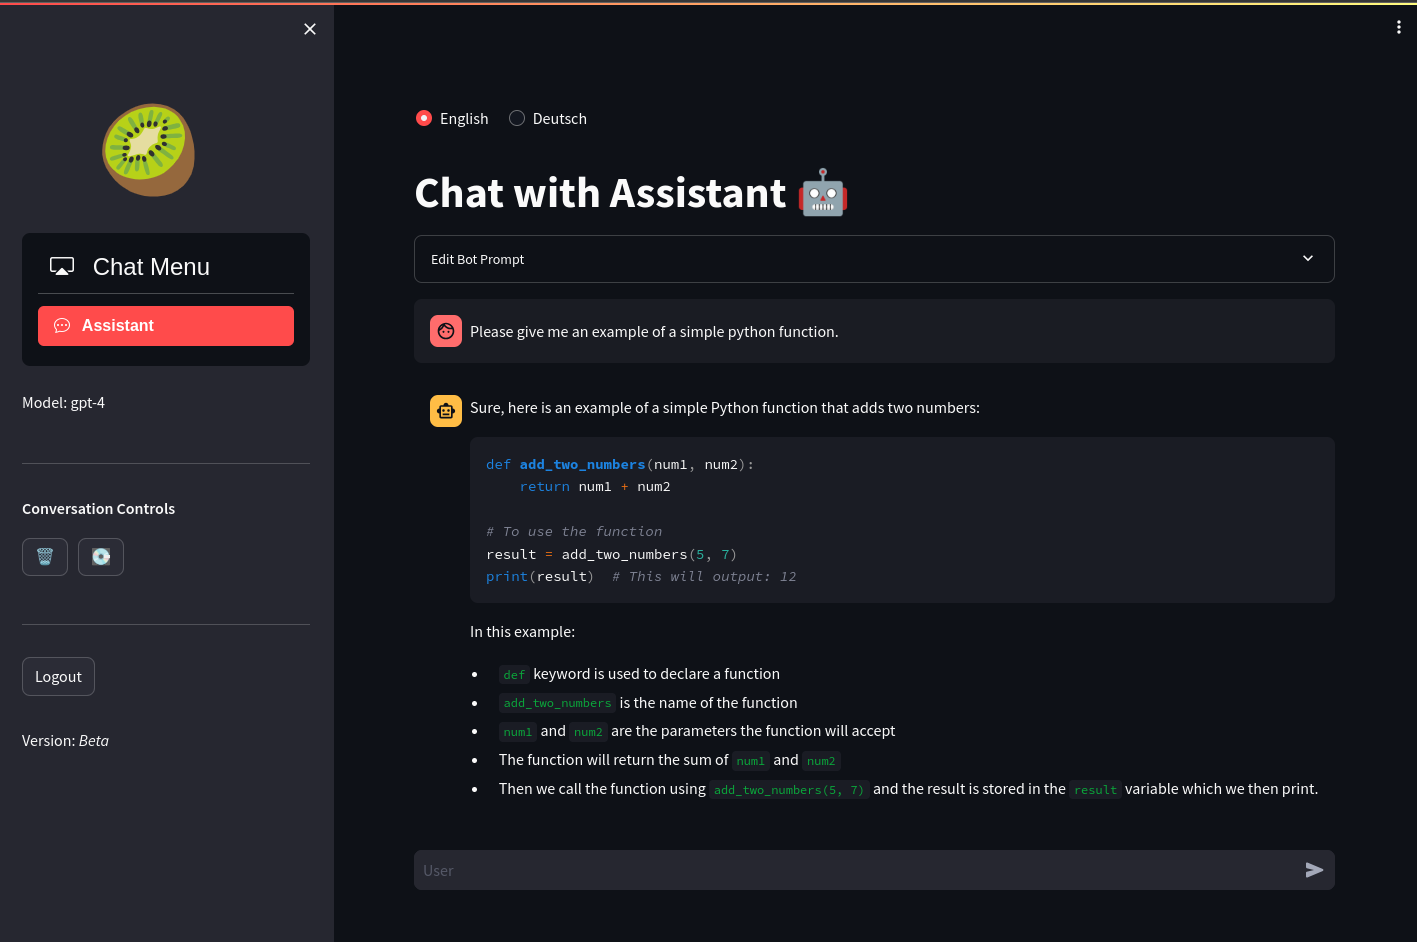 Chat Menu
Assistant
Model: gpt-4
Conversation Controls
Logout
Version: Beta
English Deutsch
Chat with Assistant
Edit Bot Prompt
Please give me an example of a simple python function.
Sure, here is an example of a simple Python function that adds two numbers:
def add_two_numbers(num1, num2):
    return num1 + num2
# To use the function
result = add_two_numbers(5, 7)
print(result)  # This will output: 12
In this example:
• def keyword is used to declare a function
• add_two_numbers is the name of the function
• num1 and num2 are the parameters the function will accept
• The function will return the sum of num1 and num2
• Then we call the function using add_two_numbers(5, 7) and the result is stored in the result variable which we then print.
User